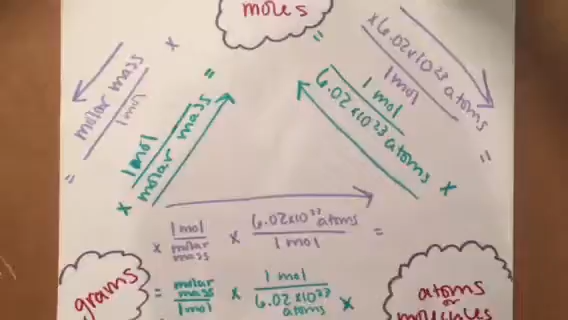 moles
x
molar mass
1 mol
=
x 6.02x10²³ atoms
1 mol
=
=
1 mol
molar mass
x
=
1 mol
6.02x10²³ atoms
x
x 1 mol x 6.02x10²³ atoms =
molar mass 1 mol
grams
= molar mass x 1 mol x
1 mol 6.02x10²³ atoms
atoms
or
molecules